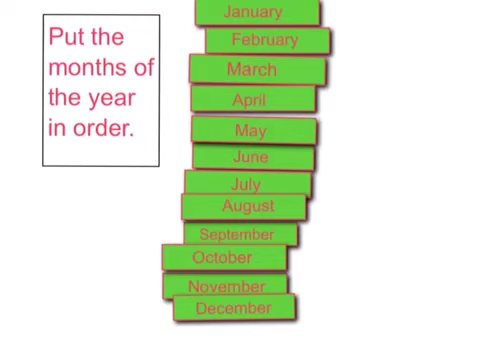 Put the
months of
the year
in order.
January
February
March
April
May
June
July
August
September
October
November
December